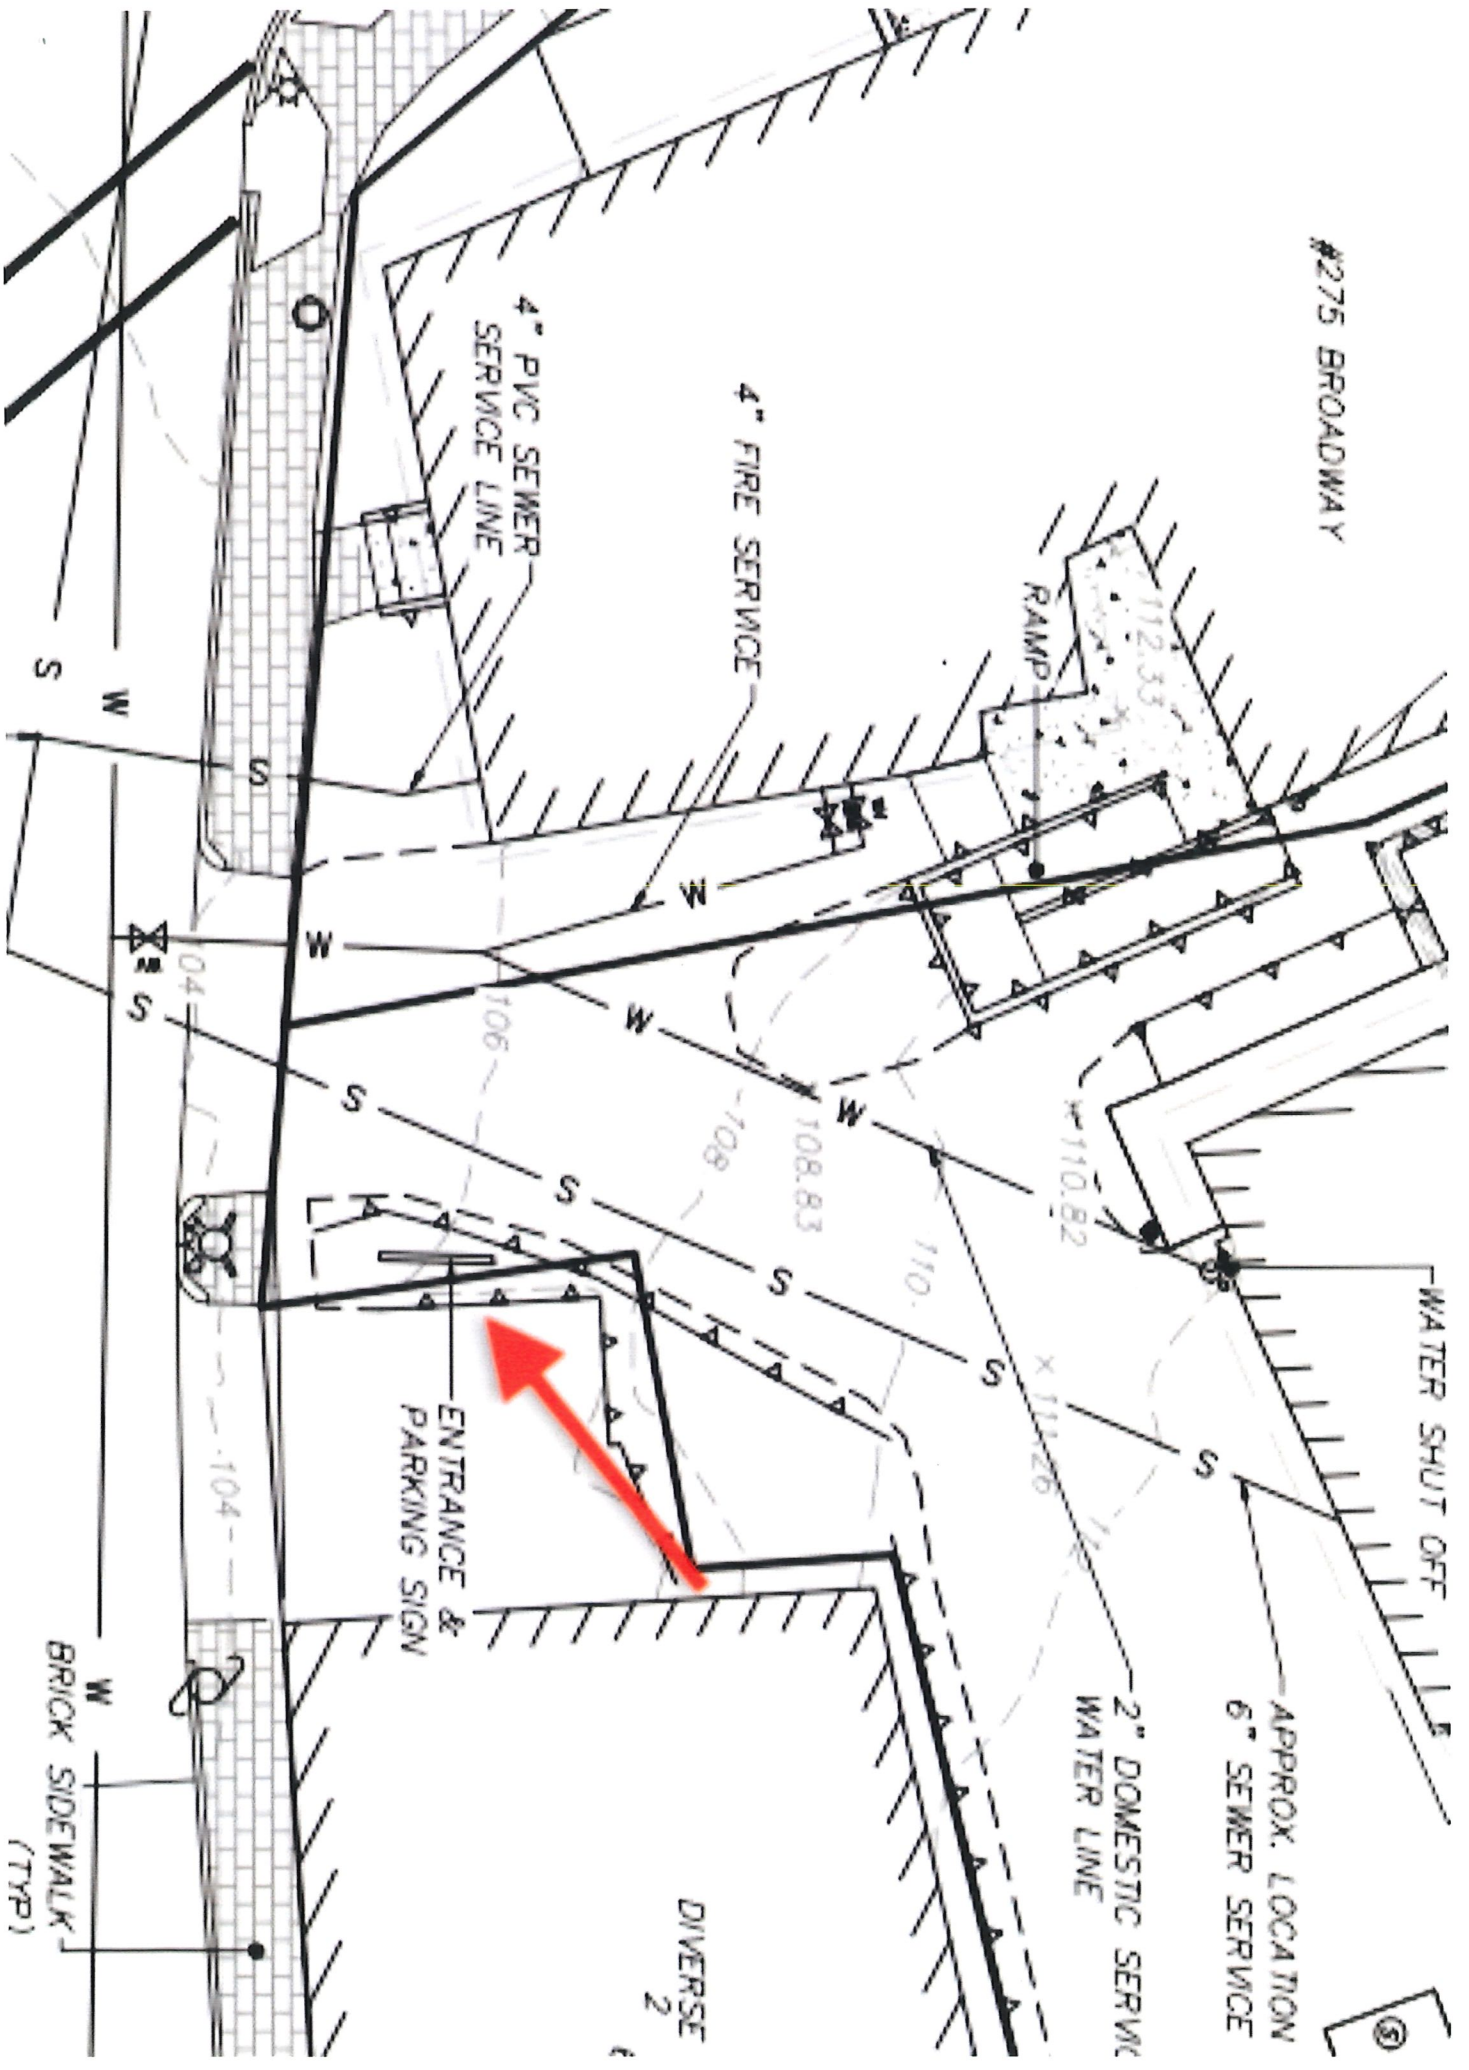 #275 BROADWAY
WATER SHUT OFF
RAMP
112.33
4" FIRE SERVICE
4" PVC SEWER
SERVICE LINE
W
W
W
W
W
W
S
S
S
S
S
S
S
S
104
106
108
108.83
110.82
110
111.26
104
ENTRANCE &
PARKING SIGN
APPROX. LOCATION
6" SEWER SERVICE
2" DOMESTIC SERVIC
WATER LINE
BRICK SIDEWALK
(TYP)
DIVERSE
2
S